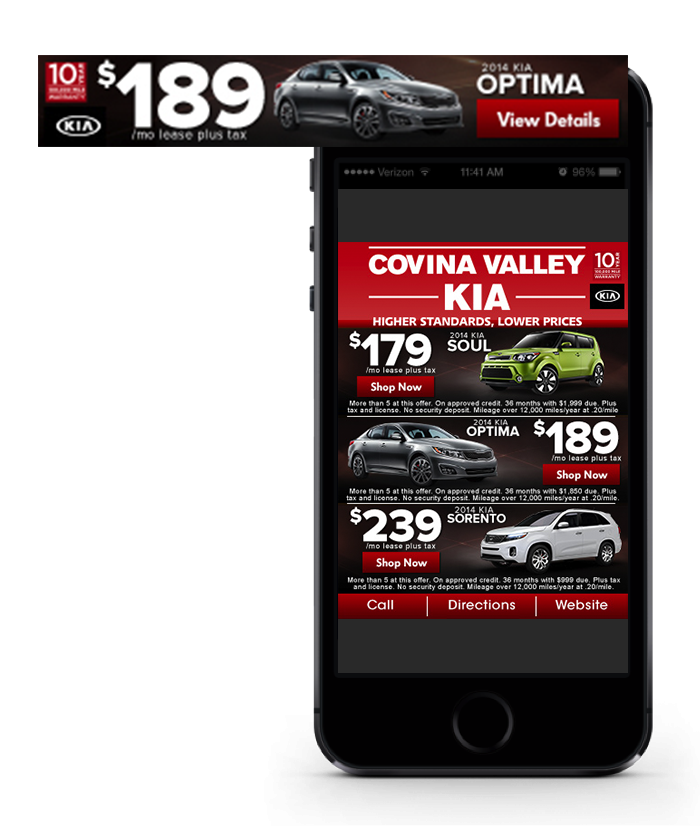 10 YEAR
100,000 MILE
WARRANTY
KIA
$189
/mo lease plus tax
2014 KIA
OPTIMA
View Details
Verizon 11:41 AM 96%
COVINA VALLEY
KIA
10 YEAR
100,000 MILE
WARRANTY
KIA
HIGHER STANDARDS, LOWER PRICES
$179
/mo lease plus tax
2014 KIA
SOUL
Shop Now
More than 5 at this offer. On approved credit. 36 months with $1,999 due. Plus
tax and license. No security deposit. Mileage over 12,000 miles/year at .20/mile
2014 KIA
OPTIMA
$189
/mo lease plus tax
Shop Now
More than 5 at this offer. On approved credit. 36 months with $1,850 due. Plus
tax and license. No security deposit. Mileage over 12,000 miles/year at .20/mile.
$239
/mo lease plus tax
2014 KIA
SORENTO
Shop Now
More than 5 at this offer. On approved credit. 36 months with $999 due. Plus tax
and license. No security deposit. Mileage over 12,000 miles/year at .20/mile.
Call Directions Website